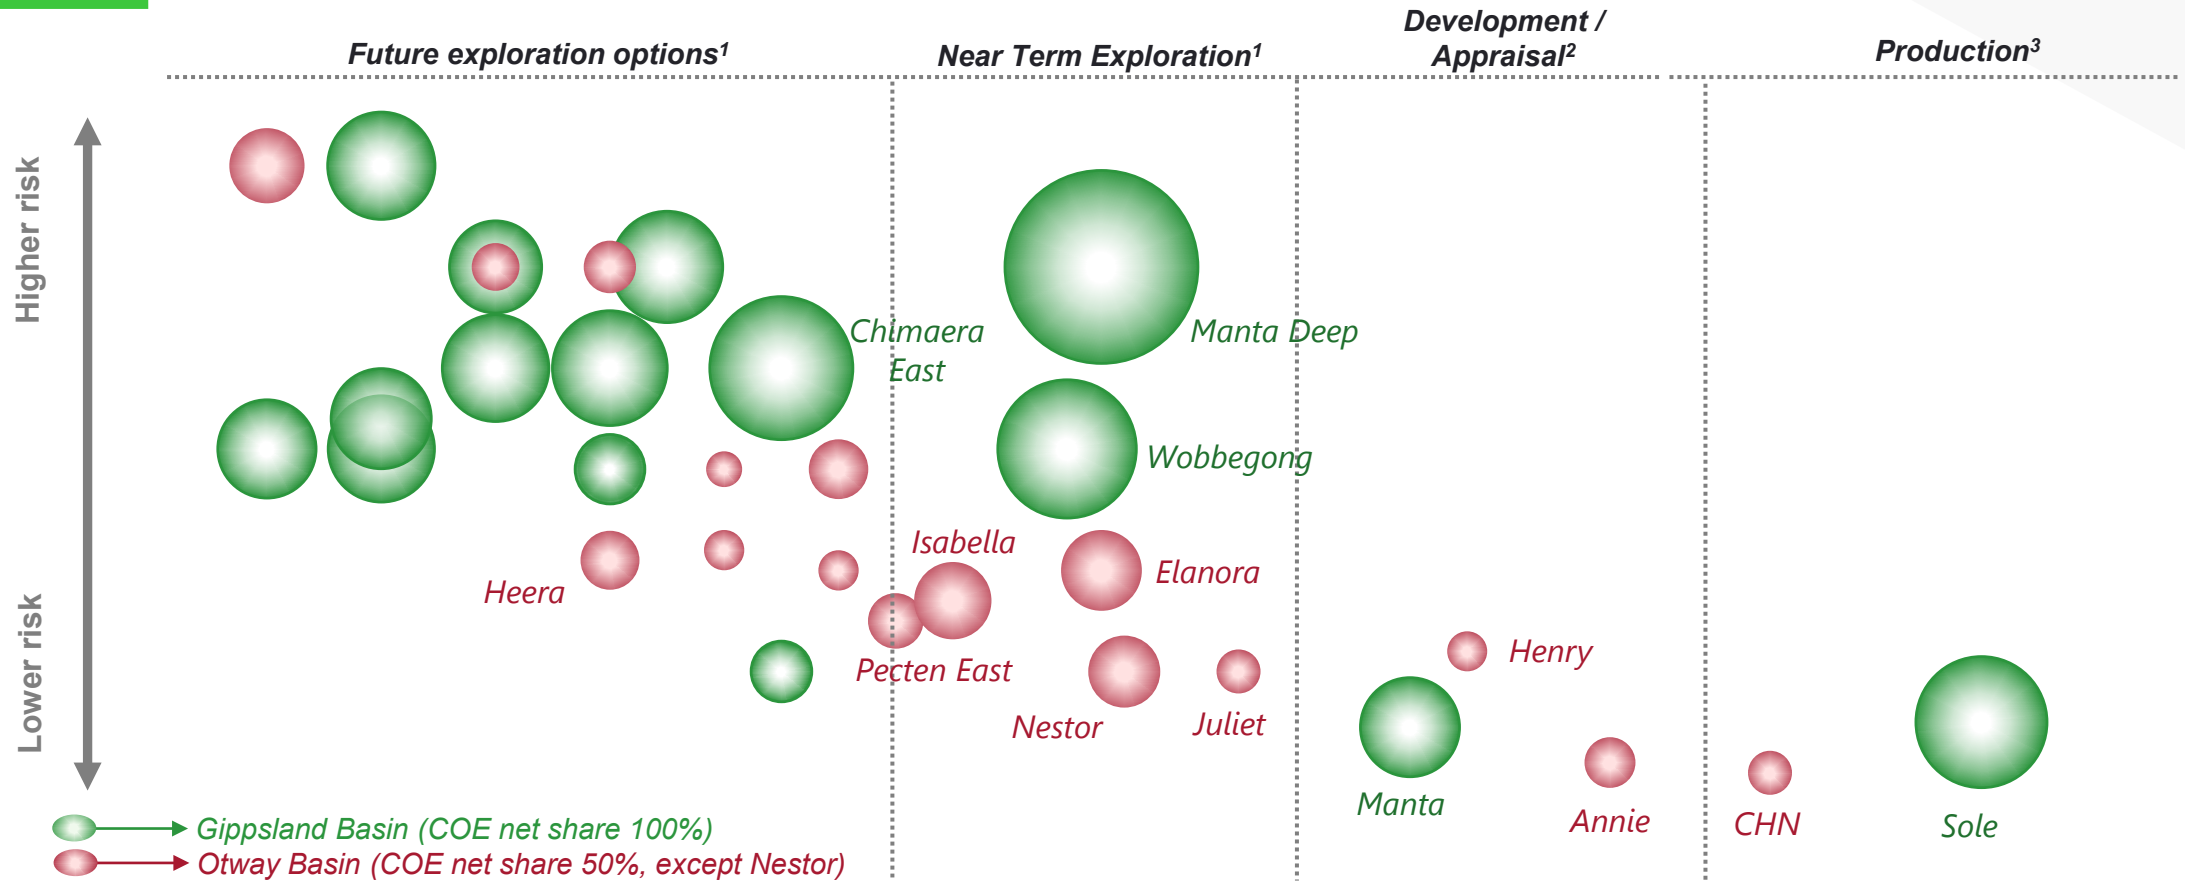 Future exploration options1
Near Term Exploration1
Development /
Appraisal2
Production3
Higher risk
Lower risk
Chimaera
East
Manta Deep
Wobbegong
Isabella
Elanora
Heera
Pecten East
Nestor
Juliet
Henry
Manta
Annie
CHN
Sole
Gippsland Basin (COE net share 100%)
Otway Basin (COE net share 50%, except Nestor)